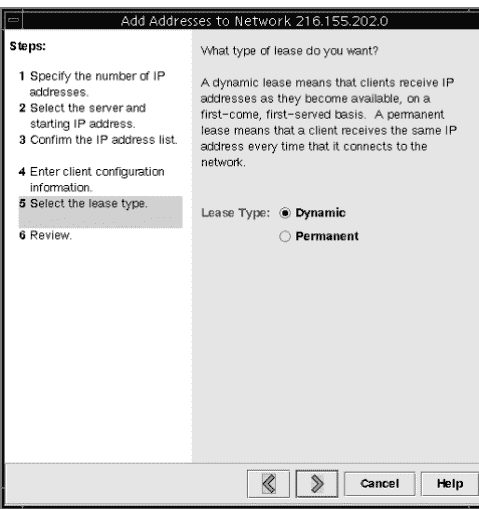 Add Addresses to Network 216.155.202.0
Steps:
1 Specify the number of IP
addresses.
2 Select the server and
starting IP address.
3 Confirm the IP address list.
4 Enter client configuration
information.
5 Select the lease type.
6 Review.
What type of lease do you want?
A dynamic lease means that clients receive IP
addresses as they become available, on a
first-come, first-served basis. A permanent
lease means that a client receives the same IP
address every time that it connects to the
network.
Lease Type: Dynamic
Permanent
Cancel Help